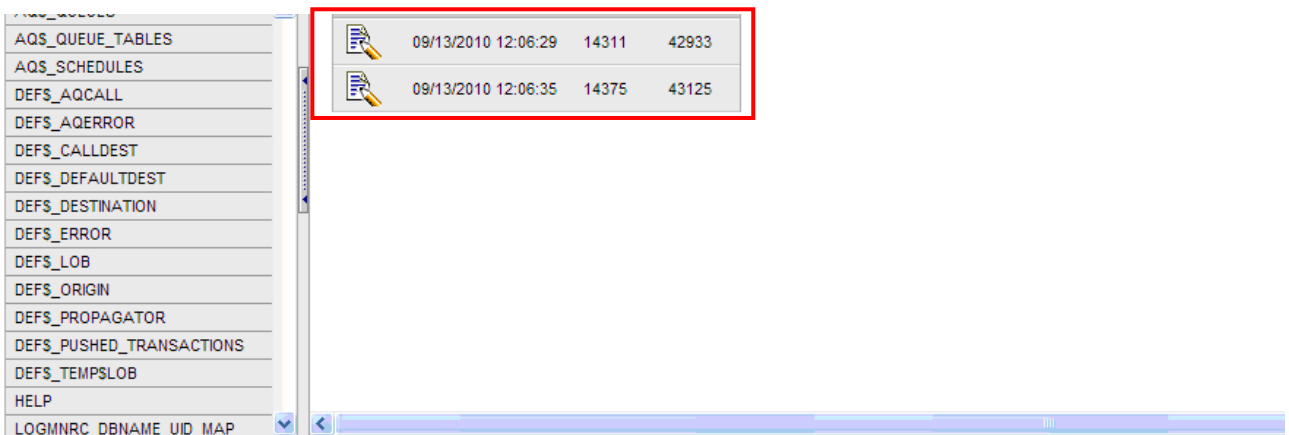 AQ$_QUEUES
AQ$_QUEUE_TABLES
AQ$_SCHEDULES
DEF$_AQCALL
DEF$_AQERROR
DEF$_CALLDEST
DEF$_DEFAULTDEST
DEF$_DESTINATION
DEF$_ERROR
DEF$_LOB
DEF$_ORIGIN
DEF$_PROPAGATOR
DEF$_PUSHED_TRANSACTIONS
DEF$_TEMP$LOB
HELP
LOGMNRC_DBNAME_UID_MAP
09/13/2010 12:06:29 14311 42933
09/13/2010 12:06:35 14375 43125